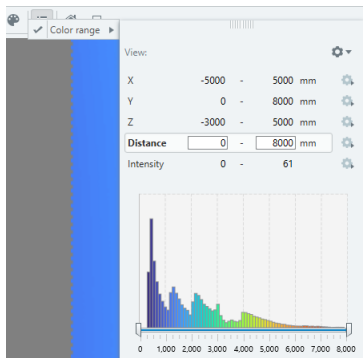 Color range
View:
X -5000 - 5000 mm
Y 0 - 8000 mm
Z -3000 - 5000 mm
Distance 0 - 8000 mm
Intensity 0 - 61
0 1,000 2,000 3,000 4,000 5,000 6,000 7,000 8,000